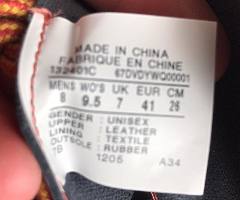 MADE IN CHINA
FABRIQUE EN CHINE
132401C 67DVDYWQ00001
MENS WO'S UK EUR CM
8 9.5 7 41 26
GENDER : UNISEX
UPPER : LEATHER
LINING : TEXTILE
OUTSOLE : RUBBER
1205 A34